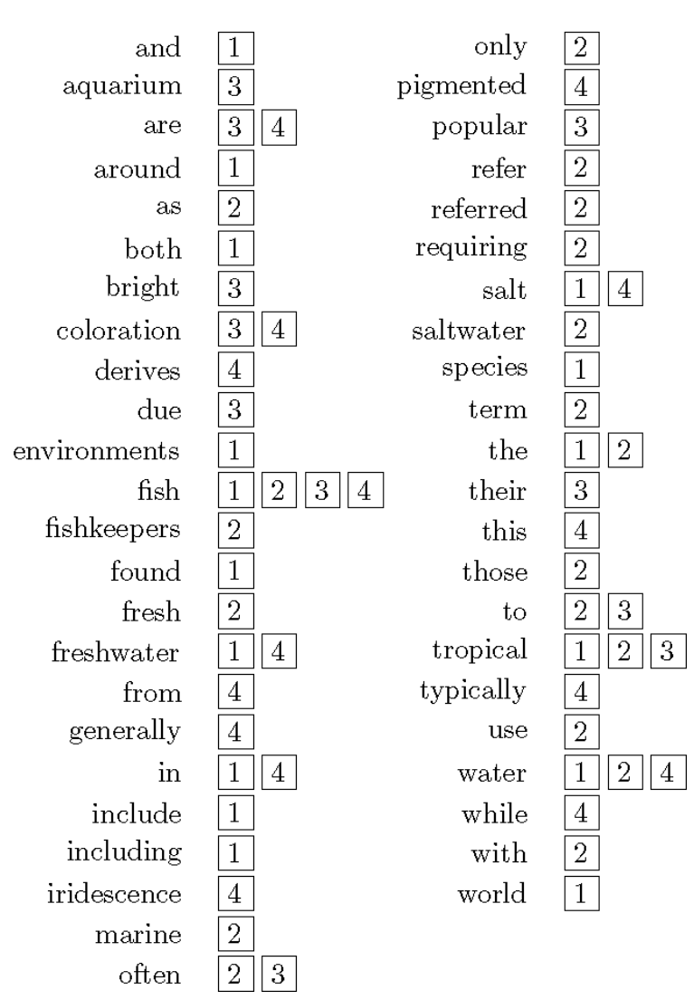 and 1
aquarium 3
are 3 4
around 1
as 2
both 1
bright 3
coloration 3 4
derives 4
due 3
environments 1
fish 1 2 3 4
fishkeepers 2
found 1
fresh 2
freshwater 1 4
from 4
generally 4
in 1 4
include 1
including 1
iridescence 4
marine 2
often 2 3
only 2
pigmented 4
popular 3
refer 2
referred 2
requiring 2
salt 1 4
saltwater 2
species 1
term 2
the 1 2
their 3
this 4
those 2
to 2 3
tropical 1 2 3
typically 4
use 2
water 1 2 4
while 4
with 2
world 1